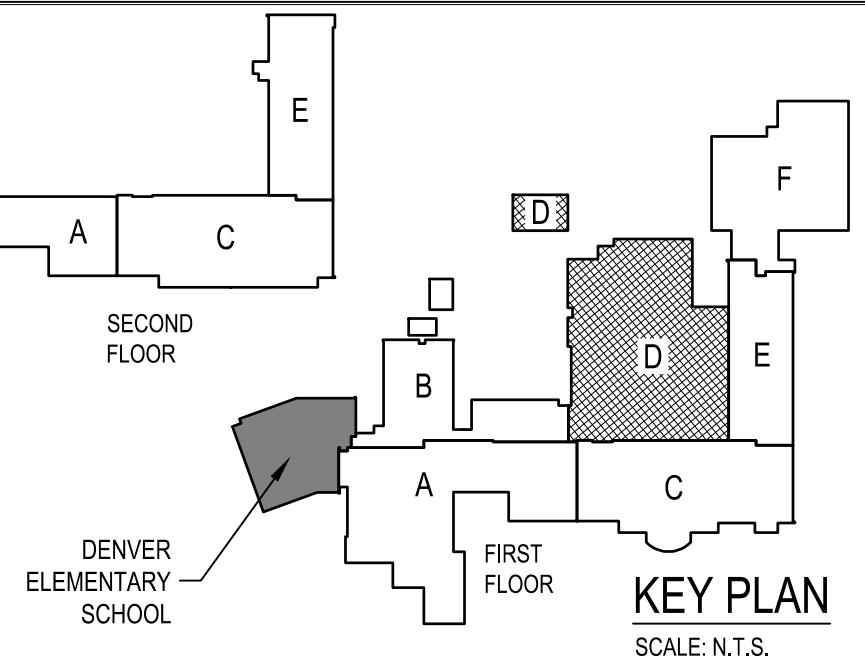 E
A
C
SECOND
FLOOR
F
D
D
E
B
A
C
DENVER
ELEMENTARY
SCHOOL
FIRST
FLOOR
KEY PLAN
SCALE: N.T.S.